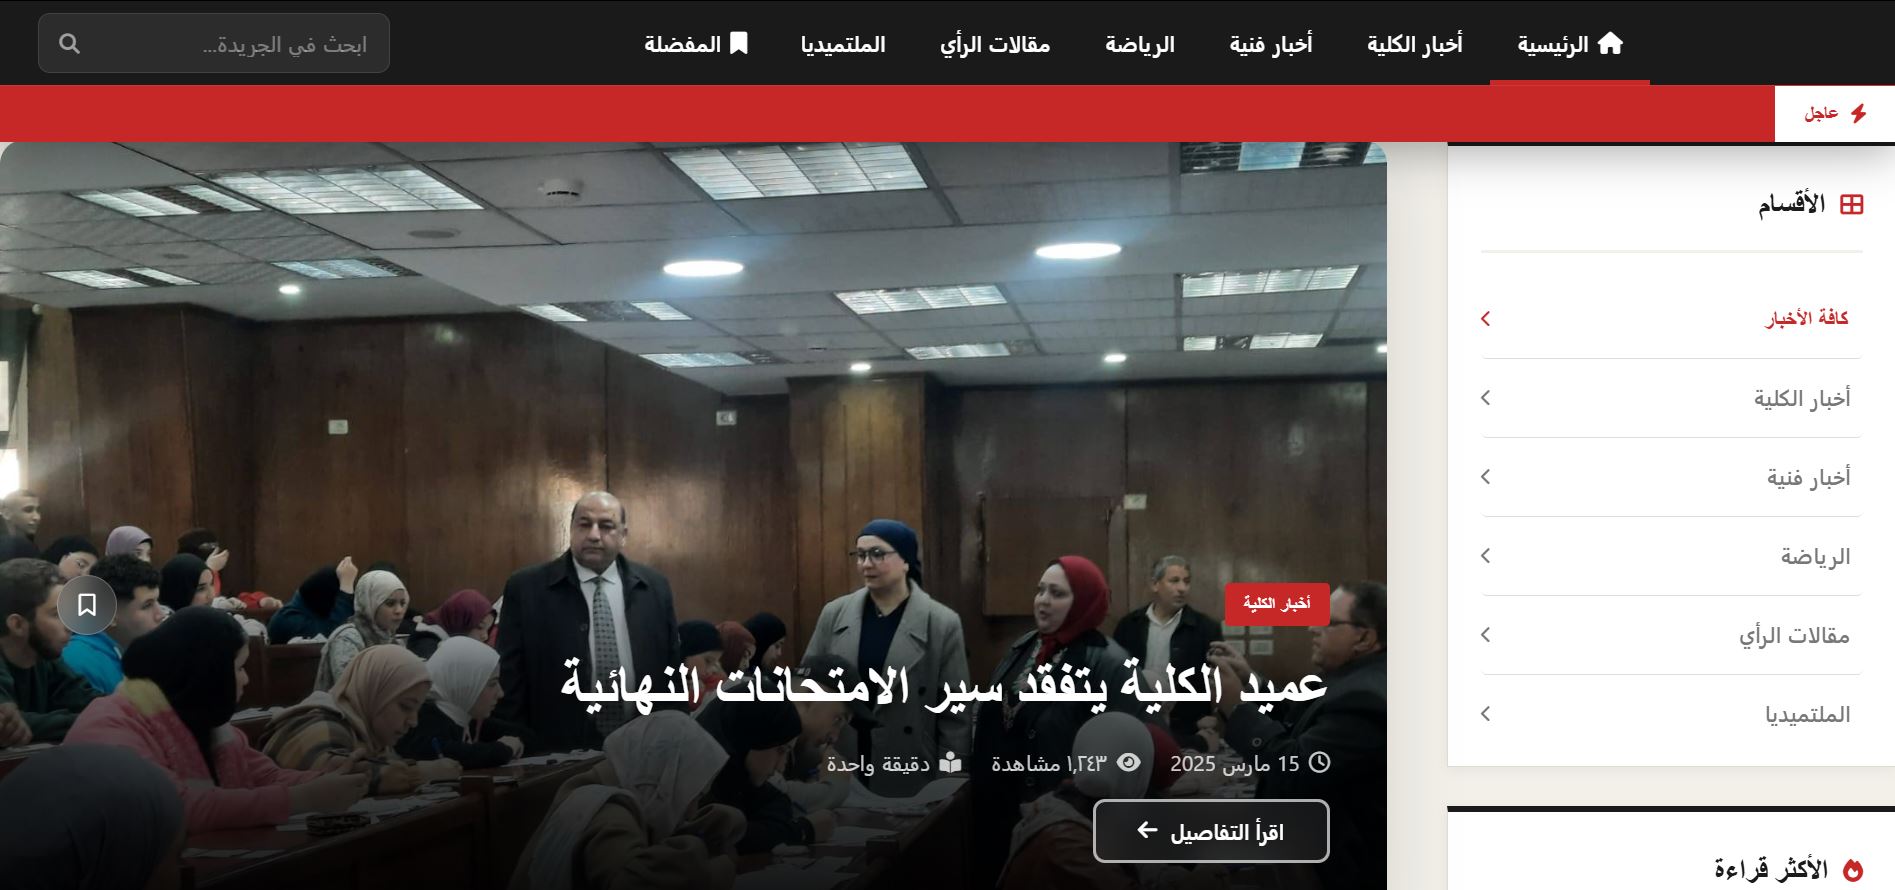 الرئيسية
أخبار الكلية
أخبار فنية
الرياضة
مقالات الرأي
الملتميديا
المفضلة
ابحث في الجريدة...
عاجل
الأقسام
كافة الأخبار
أخبار الكلية
أخبار فنية
الرياضة
مقالات الرأي
الملتميديا
الأكثر قراءة
أخبار الكلية
عميد الكلية يتفقد سير الامتحانات النهائية
15 مارس 2025
١,٢٤٣ مشاهدة
دقيقة واحدة
اقرأ التفاصيل